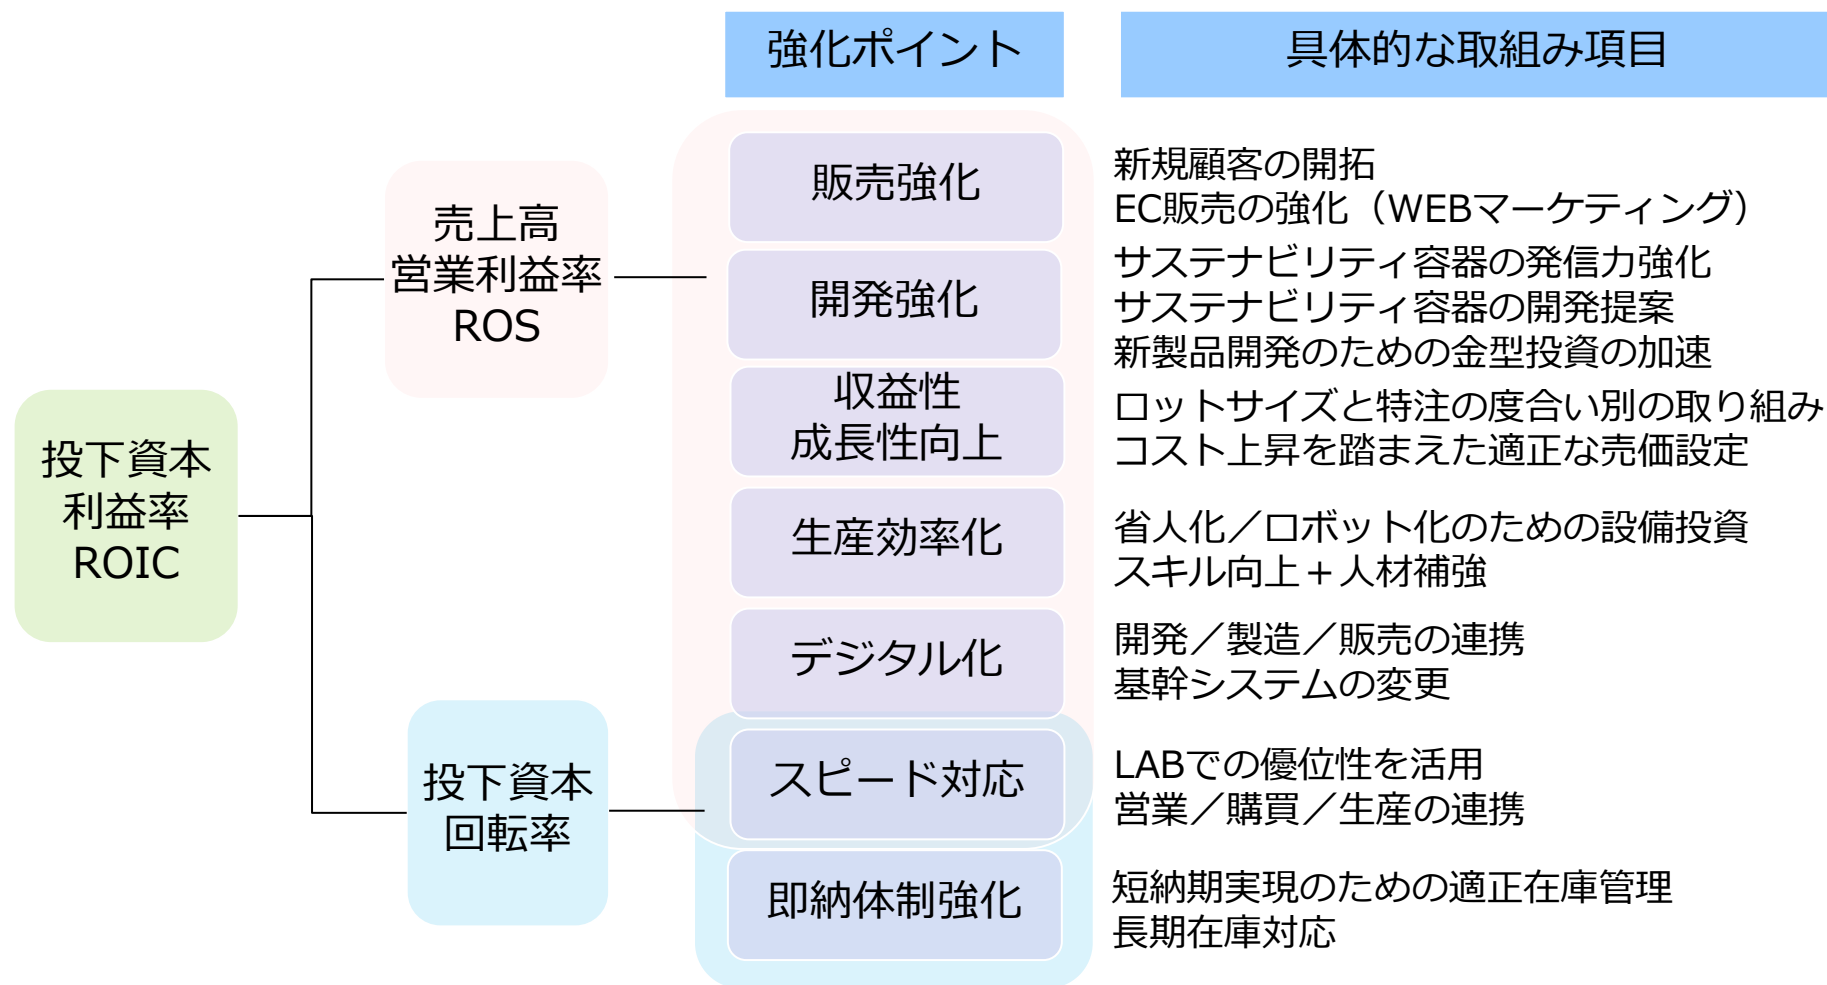 強化ポイント
具体的な取組み項目
投下資本
利益率
ROIC
売上高
営業利益率
ROS
投下資本
回転率
販売強化
新規顧客の開拓
EC販売の強化（WEBマーケティング）
開発強化
サステナビリティ容器の発信力強化
サステナビリティ容器の開発提案
新製品開発のための金型投資の加速
収益性
成長性向上
ロットサイズと特注の度合い別の取り組み
コスト上昇を踏まえた適正な売価設定
生産効率化
省人化／ロボット化のための設備投資
スキル向上＋人材補強
デジタル化
開発／製造／販売の連携
基幹システムの変更
スピード対応
LABでの優位性を活用
営業／購買／生産の連携
即納体制強化
短納期実現のための適正在庫管理
長期在庫対応